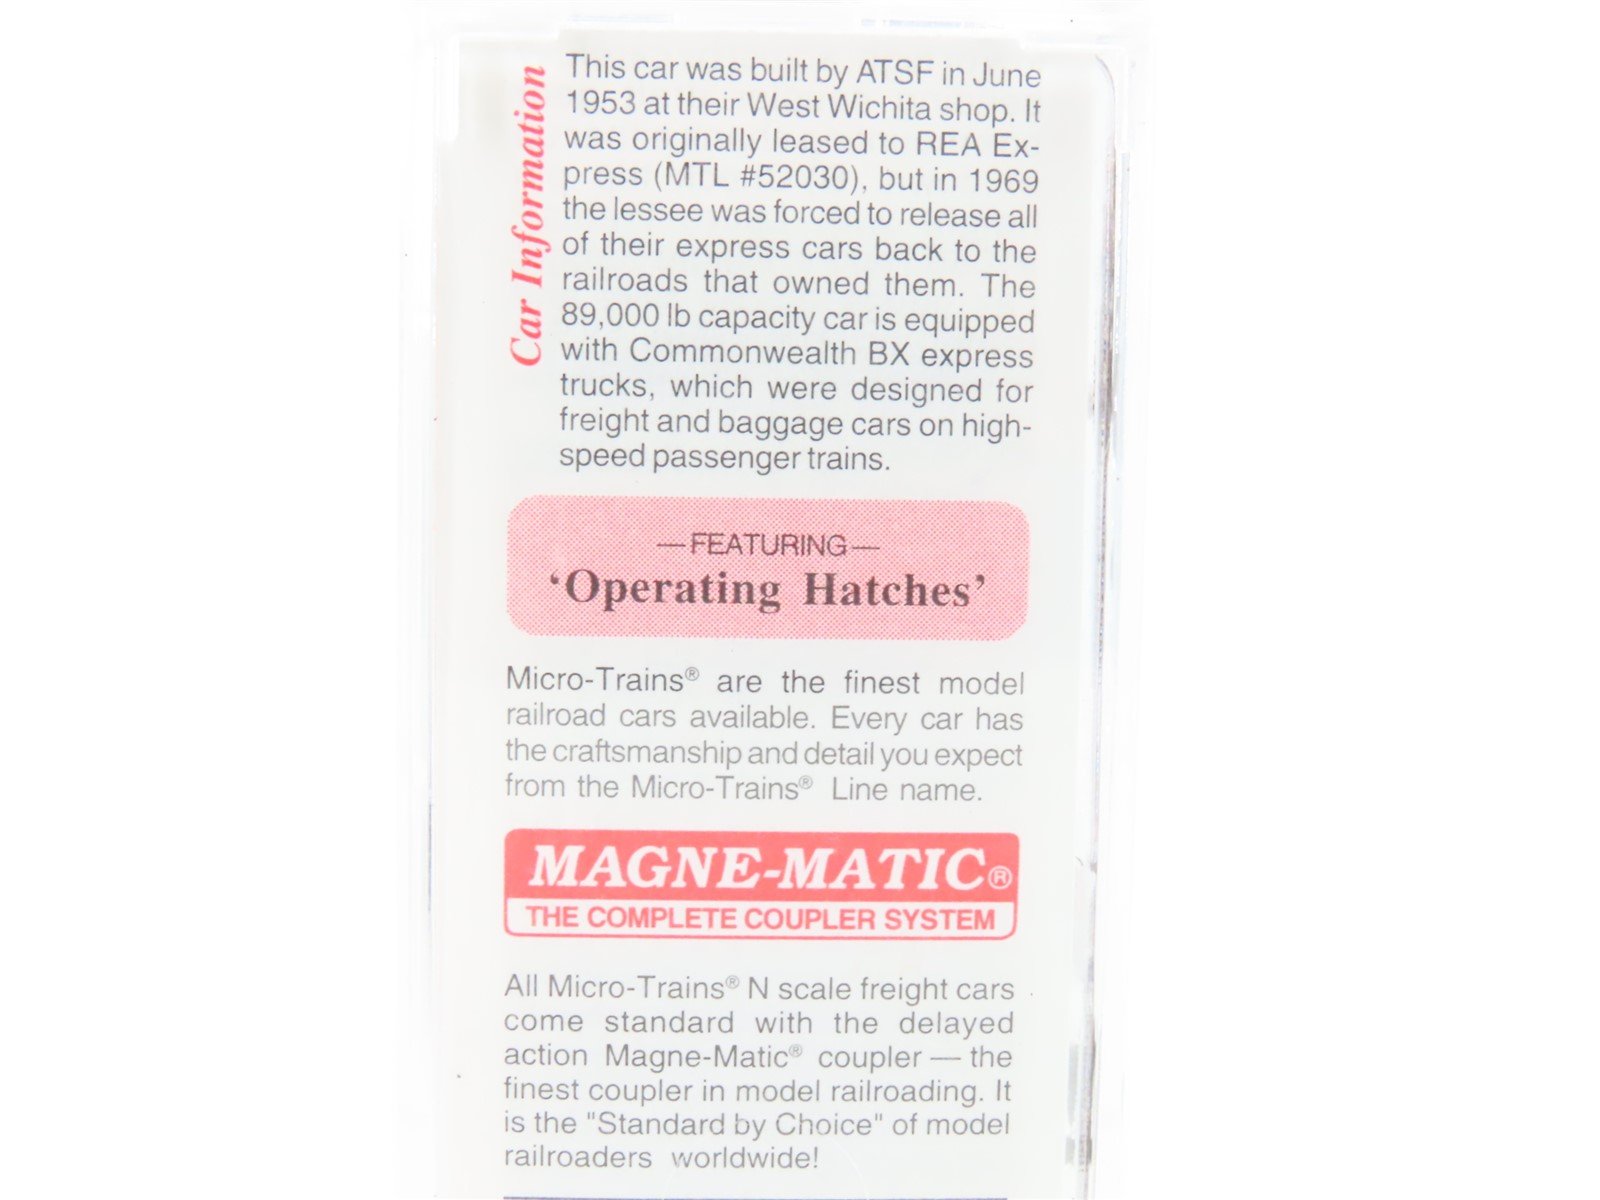 Car Information
This car was built by ATSF in June
1953 at their West Wichita shop. It
was originally leased to REA Ex-
press (MTL #52030), but in 1969
the lessee was forced to release all
of their express cars back to the
railroads that owned them. The
89,000 lb capacity car is equipped
with Commonwealth BX express
trucks, which were designed for
freight and baggage cars on high-
speed passenger trains.
—FEATURING—
‘Operating Hatches’
Micro-Trains® are the finest model
railroad cars available. Every car has
the craftsmanship and detail you expect
from the Micro-Trains® Line name.
MAGNE-MATIC®
THE COMPLETE COUPLER SYSTEM
All Micro-Trains® N scale freight cars
come standard with the delayed
action Magne-Matic® coupler — the
finest coupler in model railroading. It
is the "Standard by Choice" of model
railroaders worldwide!